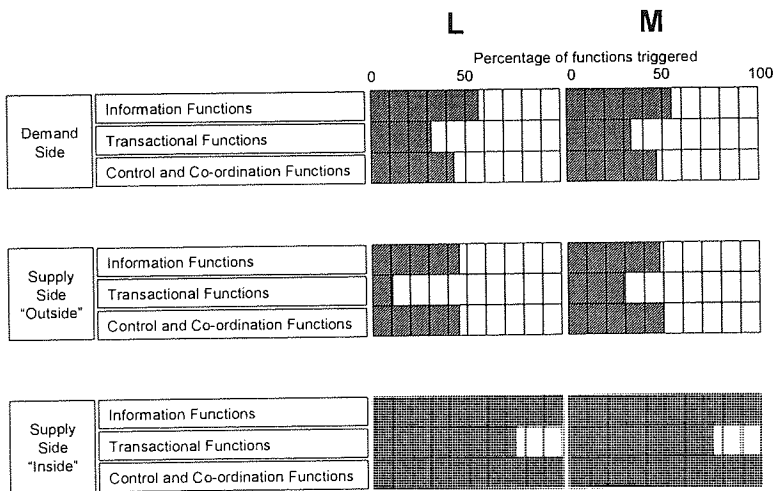 L M
Percentage of functions triggered
0 50 0 50 100
Demand
Side
Information Functions
Transactional Functions
Control and Co-ordination Functions
Supply
Side
"Outside"
Information Functions
Transactional Functions
Control and Co-ordination Functions
Supply
Side
"Inside"
Information Functions
Transactional Functions
Control and Co-ordination Functions